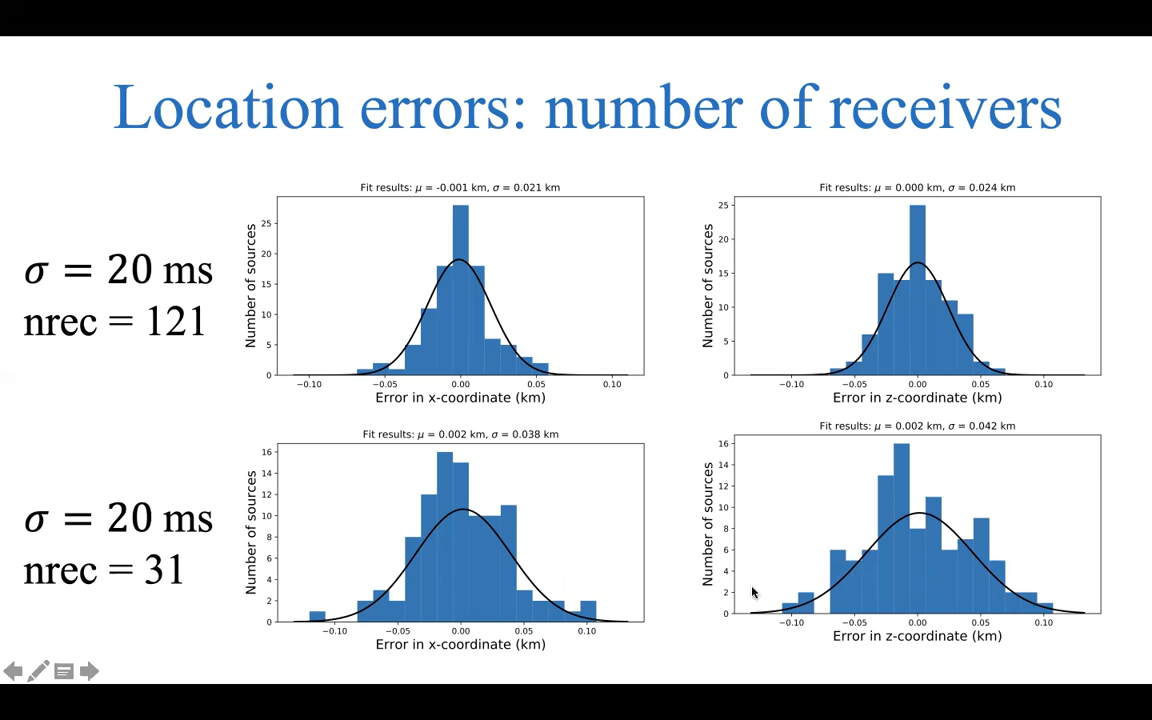 Location errors: number of receivers
σ = 20 ms
nrec = 121
Fit results: μ = -0.001 km, σ = 0.021 km
Number of sources
25
20
15
10
5
0
−0.10 −0.05 0.00 0.05 0.10
Error in x-coordinate (km)
Fit results: μ = 0.000 km, σ = 0.024 km
Number of sources
25
20
15
10
5
0
−0.10 −0.05 0.00 0.05 0.10
Error in z-coordinate (km)
σ = 20 ms
nrec = 31
Fit results: μ = 0.002 km, σ = 0.038 km
Number of sources
16
14
12
10
8
6
4
2
0
−0.10 −0.05 0.00 0.05 0.10
Error in x-coordinate (km)
Fit results: μ = 0.002 km, σ = 0.042 km
Number of sources
16
14
12
10
8
6
4
2
0
−0.10 −0.05 0.00 0.05 0.10
Error in z-coordinate (km)